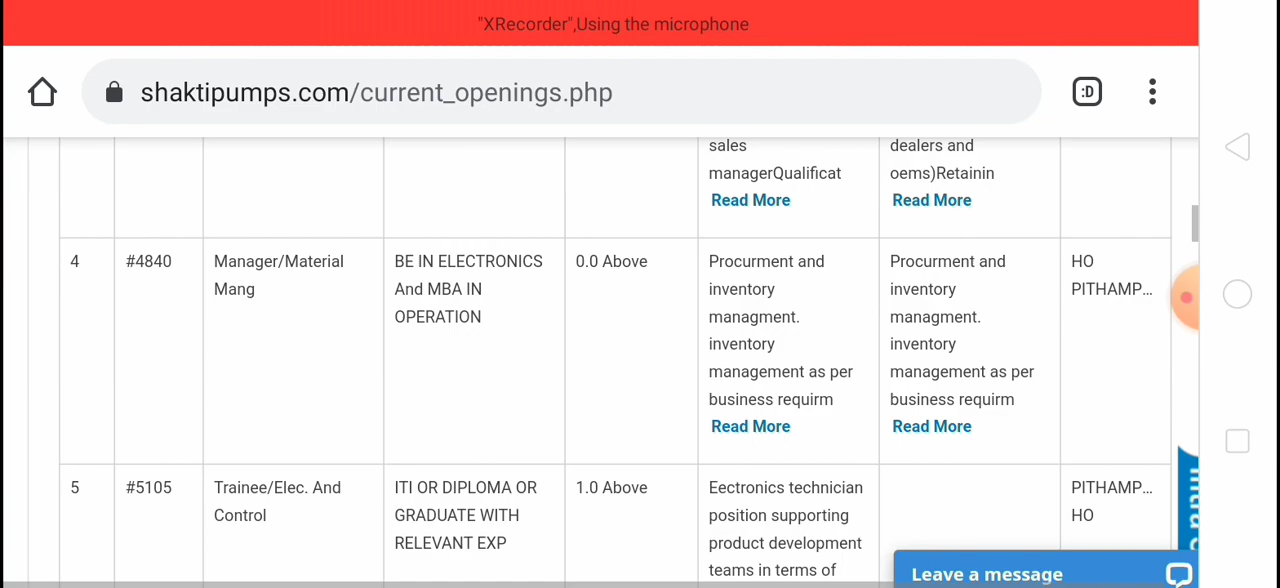 "XRecorder",Using the microphone
shaktipumps.com/current_openings.php
:D
sales
managerQualificat
Read More
dealers and
oems)Retainin
Read More
4
#4840
Manager/Material
Mang
BE IN ELECTRONICS
And MBA IN
OPERATION
0.0 Above
Procurment and
inventory
managment.
inventory
management as per
business requirm
Read More
Procurment and
inventory
managment.
inventory
management as per
business requirm
Read More
HO
PITHAMP...
5
#5105
Trainee/Elec. And
Control
ITI OR DIPLOMA OR
GRADUATE WITH
RELEVANT EXP
1.0 Above
Eectronics technician
position supporting
product development
teams in terms of
PITHAMP...
HO
Leave a message